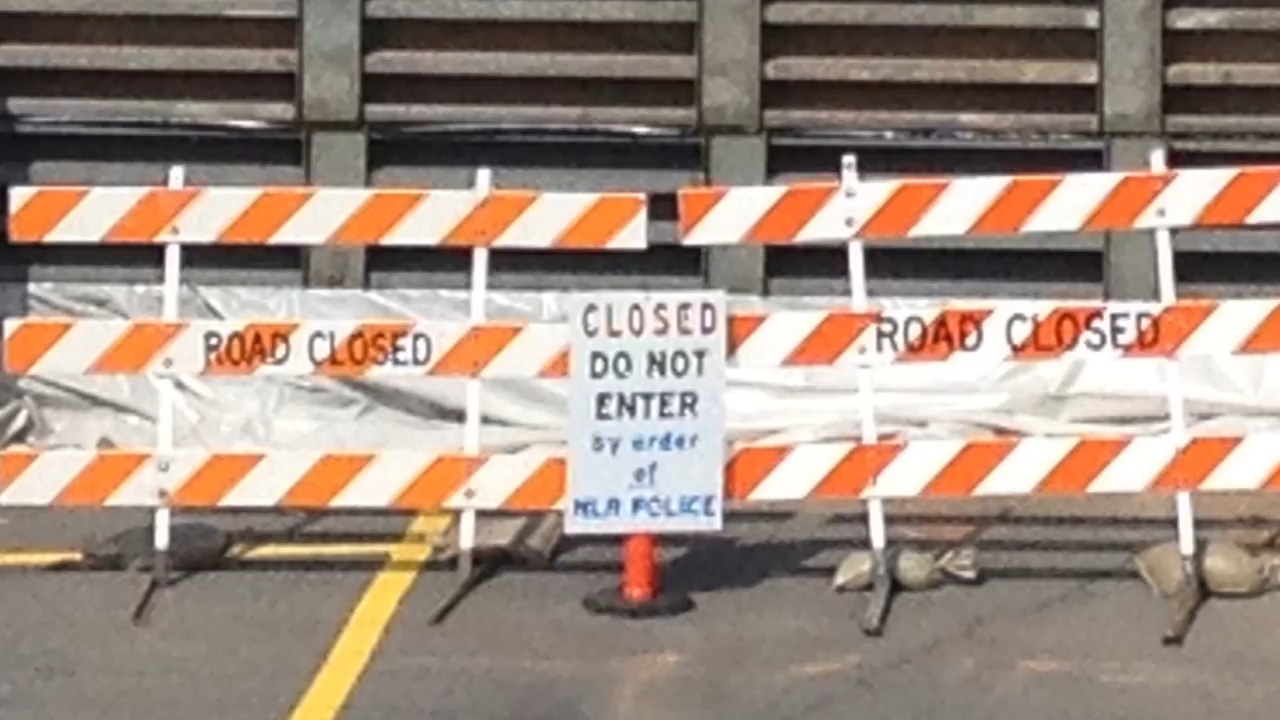 ROAD CLOSED
CLOSED
DO NOT
ENTER
by order
of
NLR POLICE
ROAD CLOSED